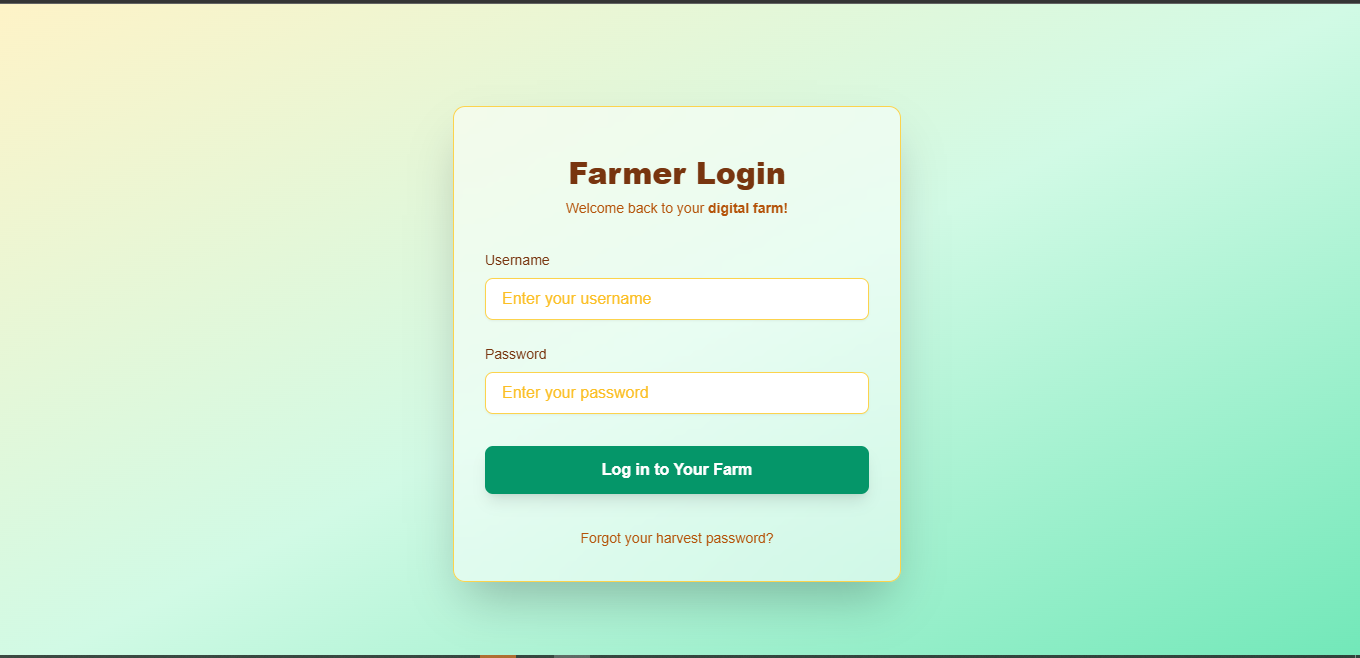 Farmer Login
Welcome back to your digital farm!
Username
Enter your username
Password
Enter your password
Log in to Your Farm
Forgot your harvest password?